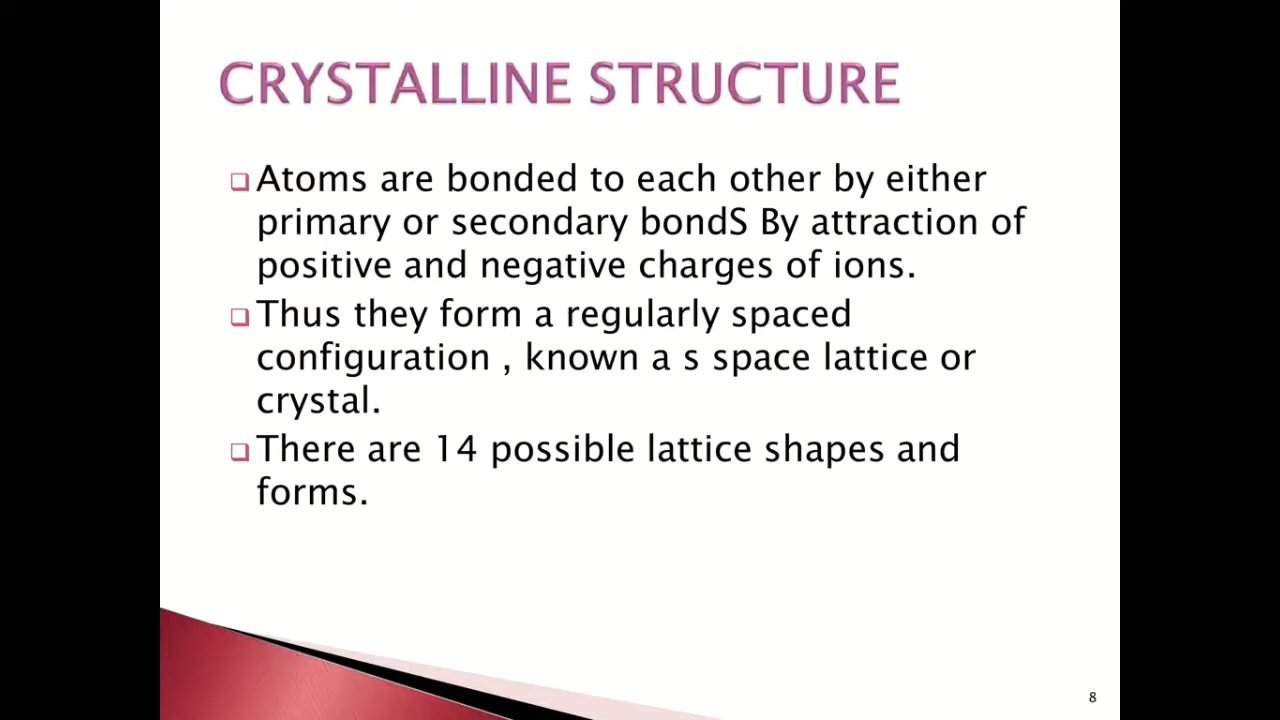 CRYSTALLINE STRUCTURE
Atoms are bonded to each other by either
primary or secondary bondS By attraction of
positive and negative charges of ions.
Thus they form a regularly spaced
configuration , known a s space lattice or
crystal.
There are 14 possible lattice shapes and
forms.
8